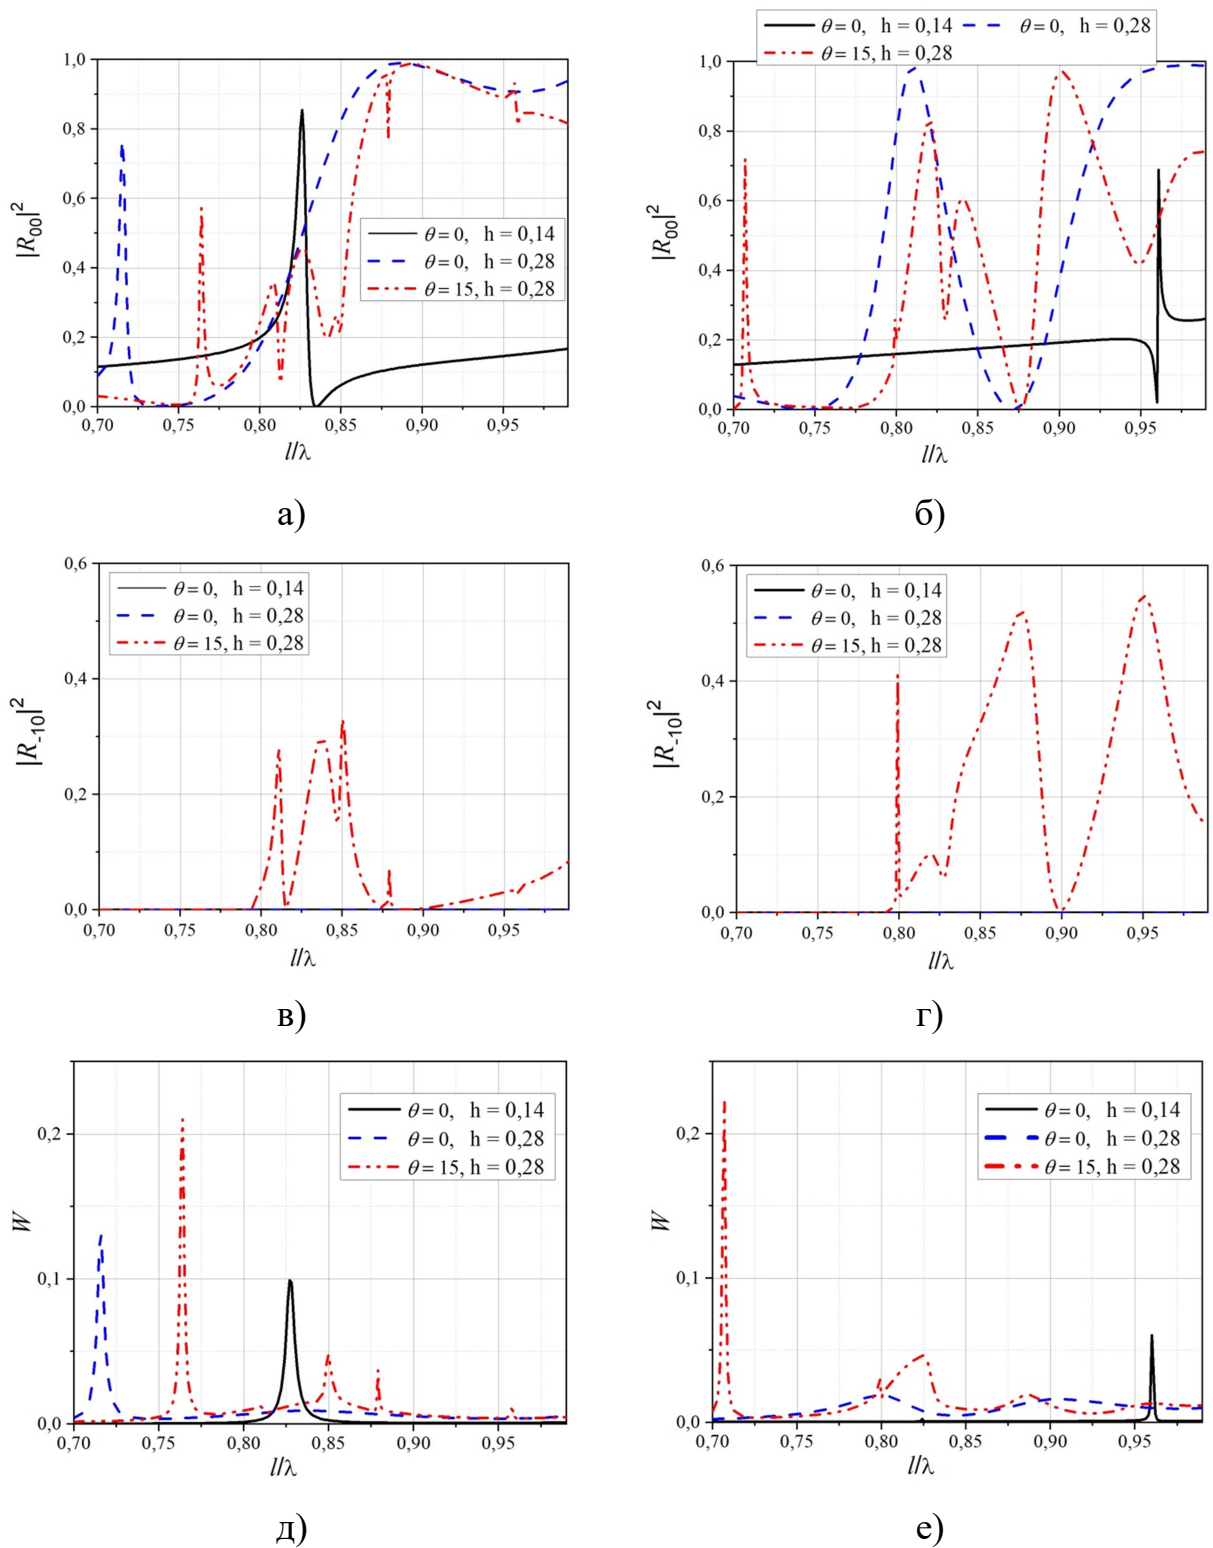 θ = 0, h = 0,14
θ = 0, h = 0,28
θ = 15, h = 0,28
1,0
0,8
0,6
0,4
0,2
0,0
|R00|²
θ = 0, h = 0,14
θ = 0, h = 0,28
θ = 15, h = 0,28
0,70 0,75 0,80 0,85 0,90 0,95
l/λ
а)
1,0
0,8
0,6
0,4
0,2
0,0
|R00|²
0,70 0,75 0,80 0,85 0,90 0,95
l/λ
б)
0,6
0,4
0,2
0,0
|R-10|²
θ = 0, h = 0,14
θ = 0, h = 0,28
θ = 15, h = 0,28
0,70 0,75 0,80 0,85 0,90 0,95
l/λ
в)
0,6
0,4
0,2
0,0
|R-10|²
θ = 0, h = 0,14
θ = 0, h = 0,28
θ = 15, h = 0,28
0,70 0,75 0,80 0,85 0,90 0,95
l/λ
г)
0,2
0,1
0,0
W
θ = 0, h = 0,14
θ = 0, h = 0,28
θ = 15, h = 0,28
0,70 0,75 0,80 0,85 0,90 0,95
l/λ
д)
0,2
0,1
0,0
W
θ = 0, h = 0,14
θ = 0, h = 0,28
θ = 15, h = 0,28
0,70 0,75 0,80 0,85 0,90 0,95
l/λ
е)